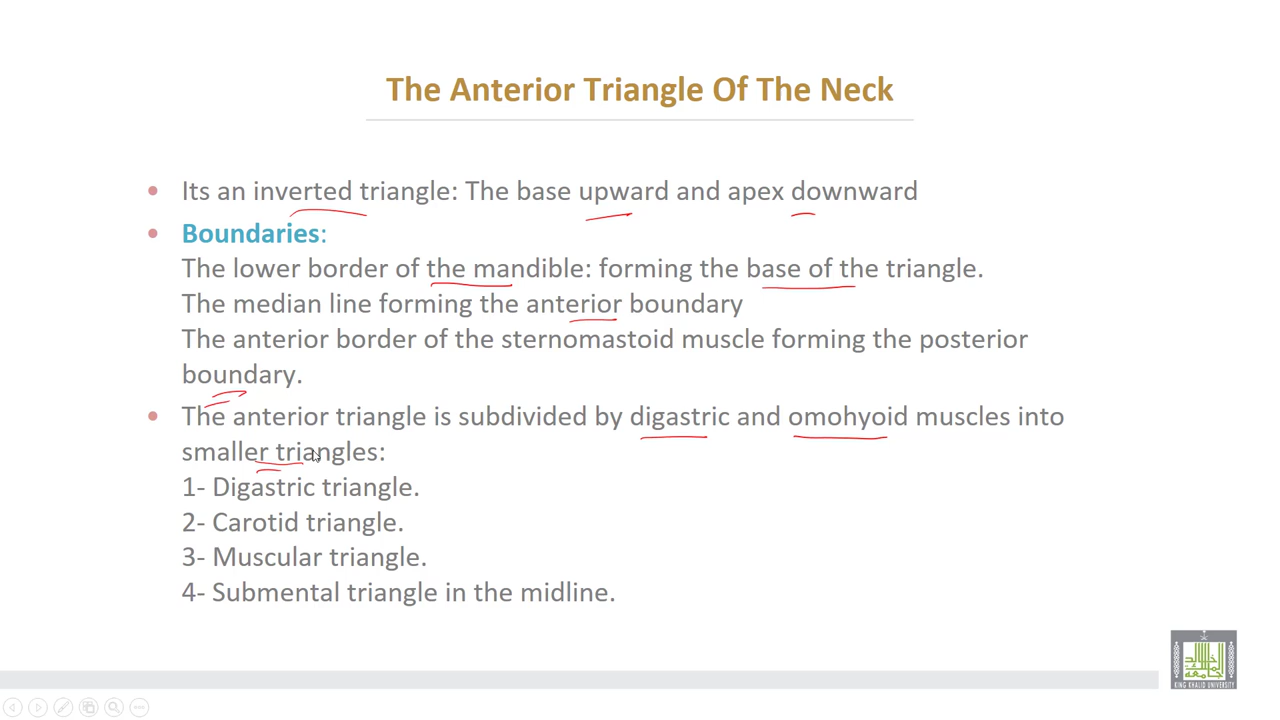 The Anterior Triangle Of The Neck
• Its an inverted triangle: The base upward and apex downward
• Boundaries:
The lower border of the mandible: forming the base of the triangle.
The median line forming the anterior boundary
The anterior border of the sternomastoid muscle forming the posterior
boundary.
• The anterior triangle is subdivided by digastric and omohyoid muscles into
smaller triangles:
1- Digastric triangle.
2- Carotid triangle.
3- Muscular triangle.
4- Submental triangle in the midline.
KING KHALID UNIVERSITY